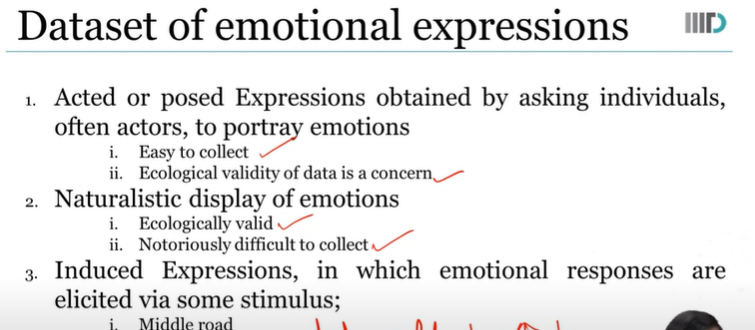 Dataset of emotional expressions
IIITD
1. Acted or posed Expressions obtained by asking individuals,
often actors, to portray emotions
i. Easy to collect
ii. Ecological validity of data is a concern
2. Naturalistic display of emotions
i. Ecologically valid
ii. Notoriously difficult to collect
3. Induced Expressions, in which emotional responses are
elicited via some stimulus;
i. Middle road